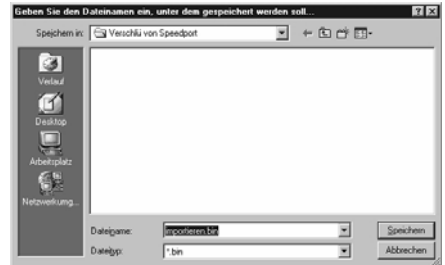 Geben Sie den Dateinamen ein, unter dem gespeichert werden soll...
Speichern in:
Verschlü von Speedport
Verlauf
Desktop
Arbeitsplatz
Netzwerkumg...
Dateiname:
importieren.bin
Speichern
Dateityp:
*.bin
Abbrechen